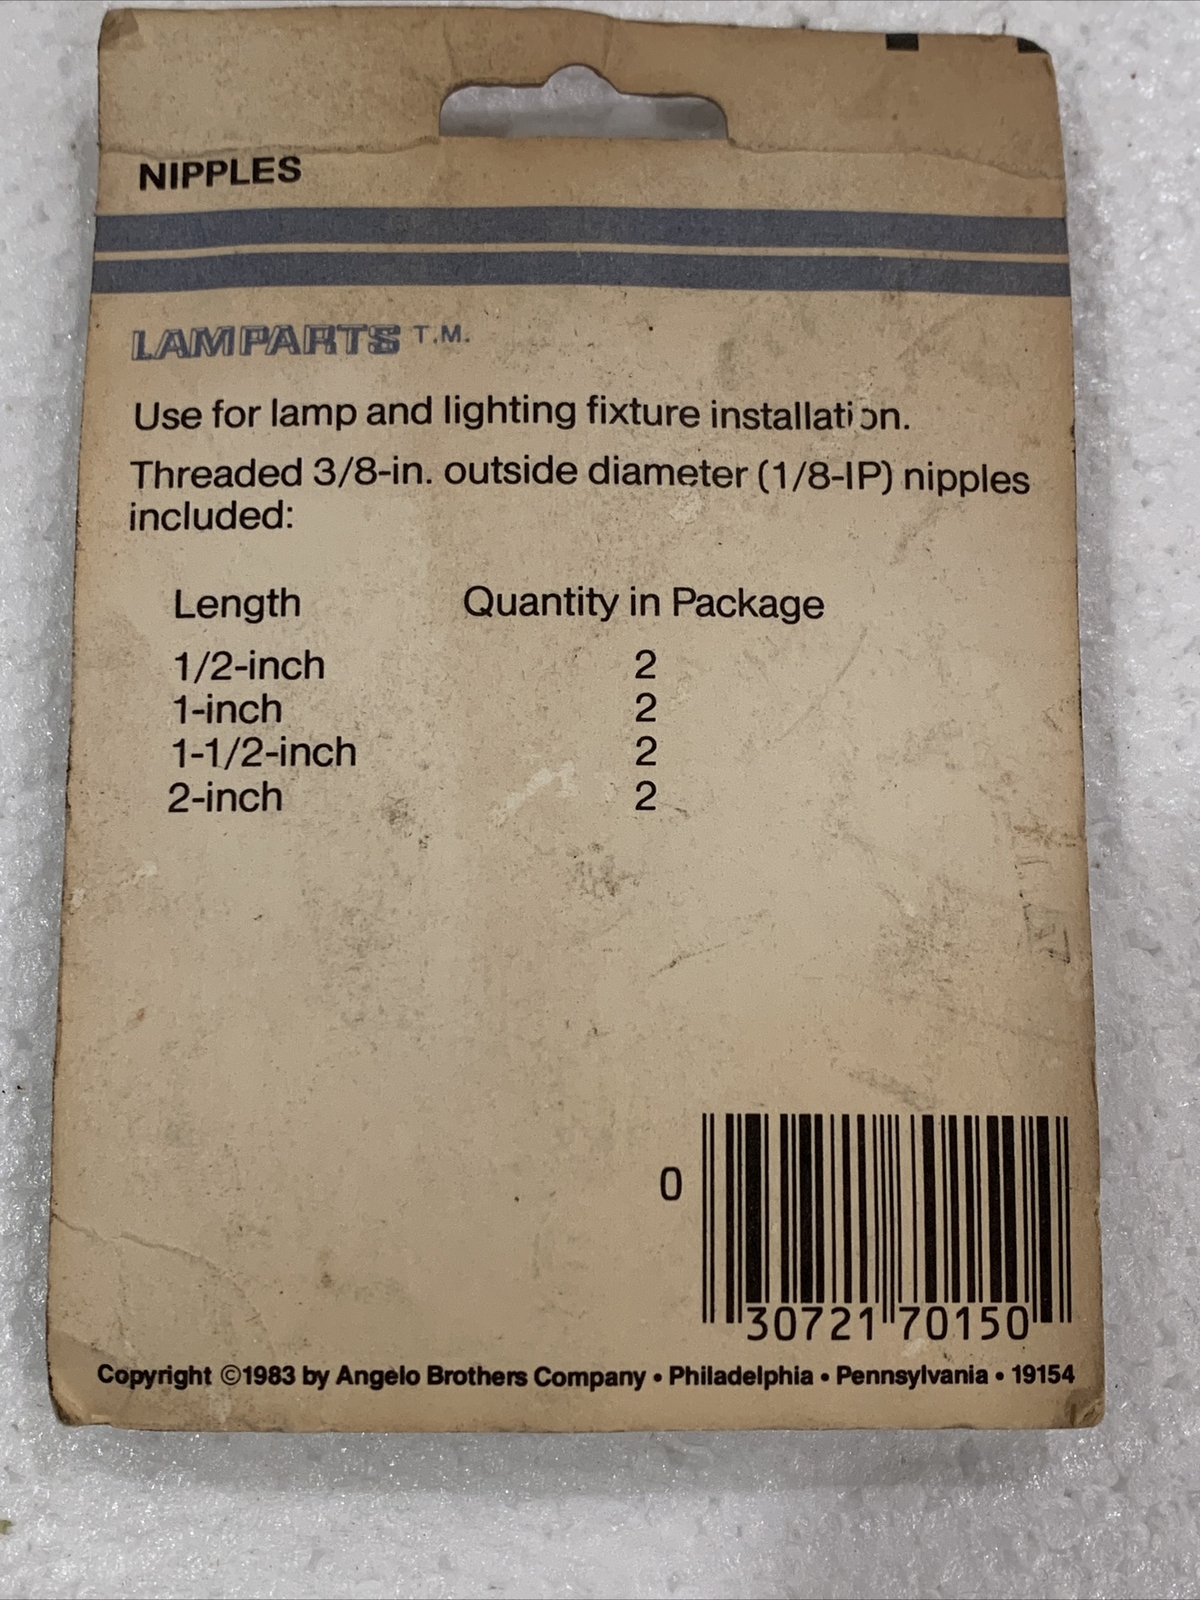 NIPPLES
LAMPARTS T.M.
Use for lamp and lighting fixture installation.
Threaded 3/8-in. outside diameter (1/8-IP) nipples
included:
Length Quantity in Package
1/2-inch 2
1-inch 2
1-1/2-inch 2
2-inch 2
0
30721 70150
Copyright ©1983 by Angelo Brothers Company • Philadelphia • Pennsylvania • 19154